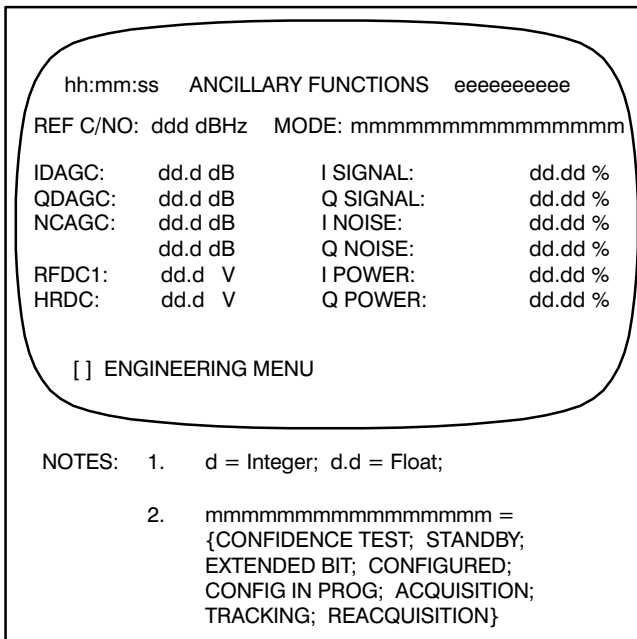 hh:mm:ss ANCILLARY FUNCTIONS eeeeeeeeee
REF C/NO: ddd dBHz MODE: mmmmmmmmmmmmmmmm
IDAGC: dd.d dB I SIGNAL: dd.dd %
QDAGC: dd.d dB Q SIGNAL: dd.dd %
NCAGC: dd.d dB I NOISE: dd.dd %
dd.d dB Q NOISE: dd.dd %
RFDC1: dd.d V I POWER: dd.dd %
HRDC: dd.d V Q POWER: dd.dd %
[ ] ENGINEERING MENU
NOTES: 1. d = Integer; d.d = Float;
2. mmmmmmmmmmmmmmmm =
{CONFIDENCE TEST; STANDBY;
EXTENDED BIT; CONFIGURED;
CONFIG IN PROG; ACQUISITION;
TRACKING; REACQUISITION}